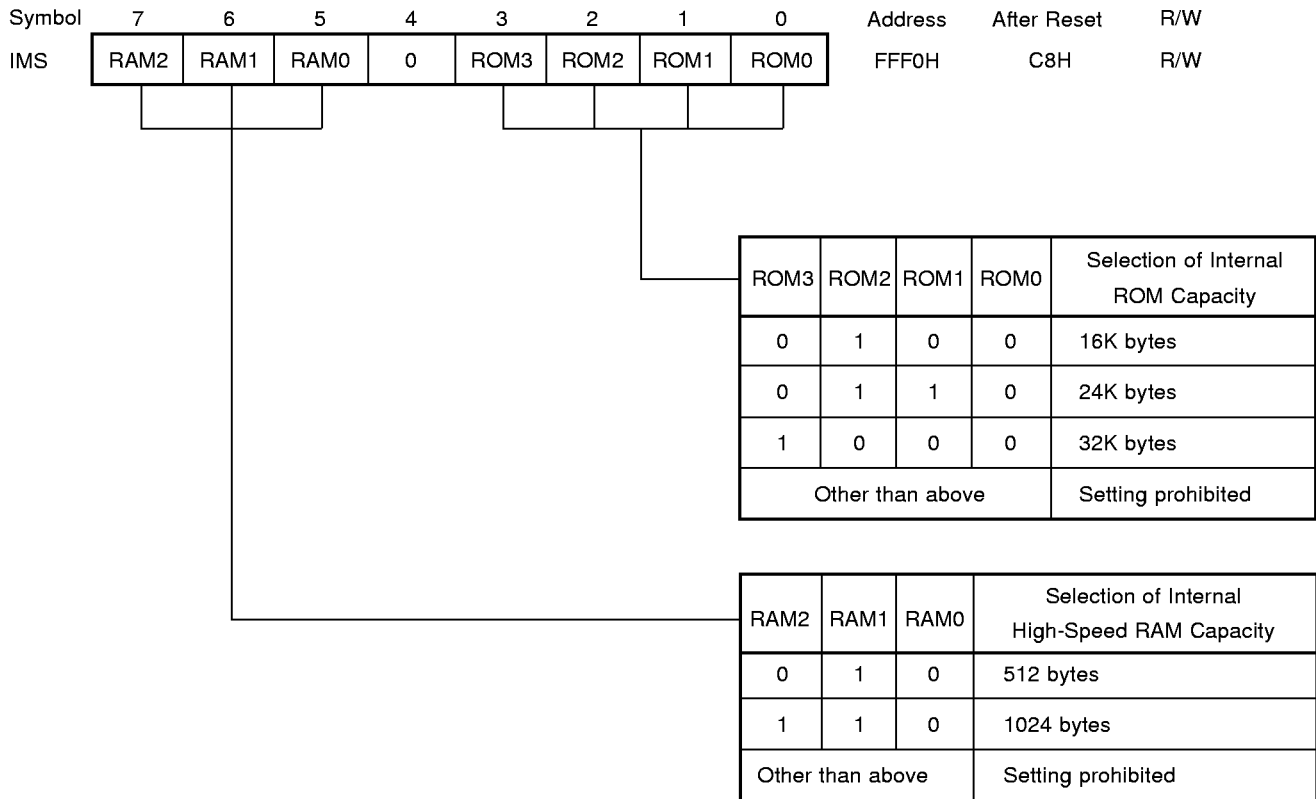 Symbol 7 6 5 4 3 2 1 0 Address After Reset R/W
IMS RAM2 RAM1 RAM0 0 ROM3 ROM2 ROM1 ROM0 FFF0H C8H R/W
ROM3 ROM2 ROM1 ROM0 Selection of Internal
ROM Capacity
0 1 0 0 16K bytes
0 1 1 0 24K bytes
1 0 0 0 32K bytes
Other than above Setting prohibited
RAM2 RAM1 RAM0 Selection of Internal
High-Speed RAM Capacity
0 1 0 512 bytes
1 1 0 1024 bytes
Other than above Setting prohibited